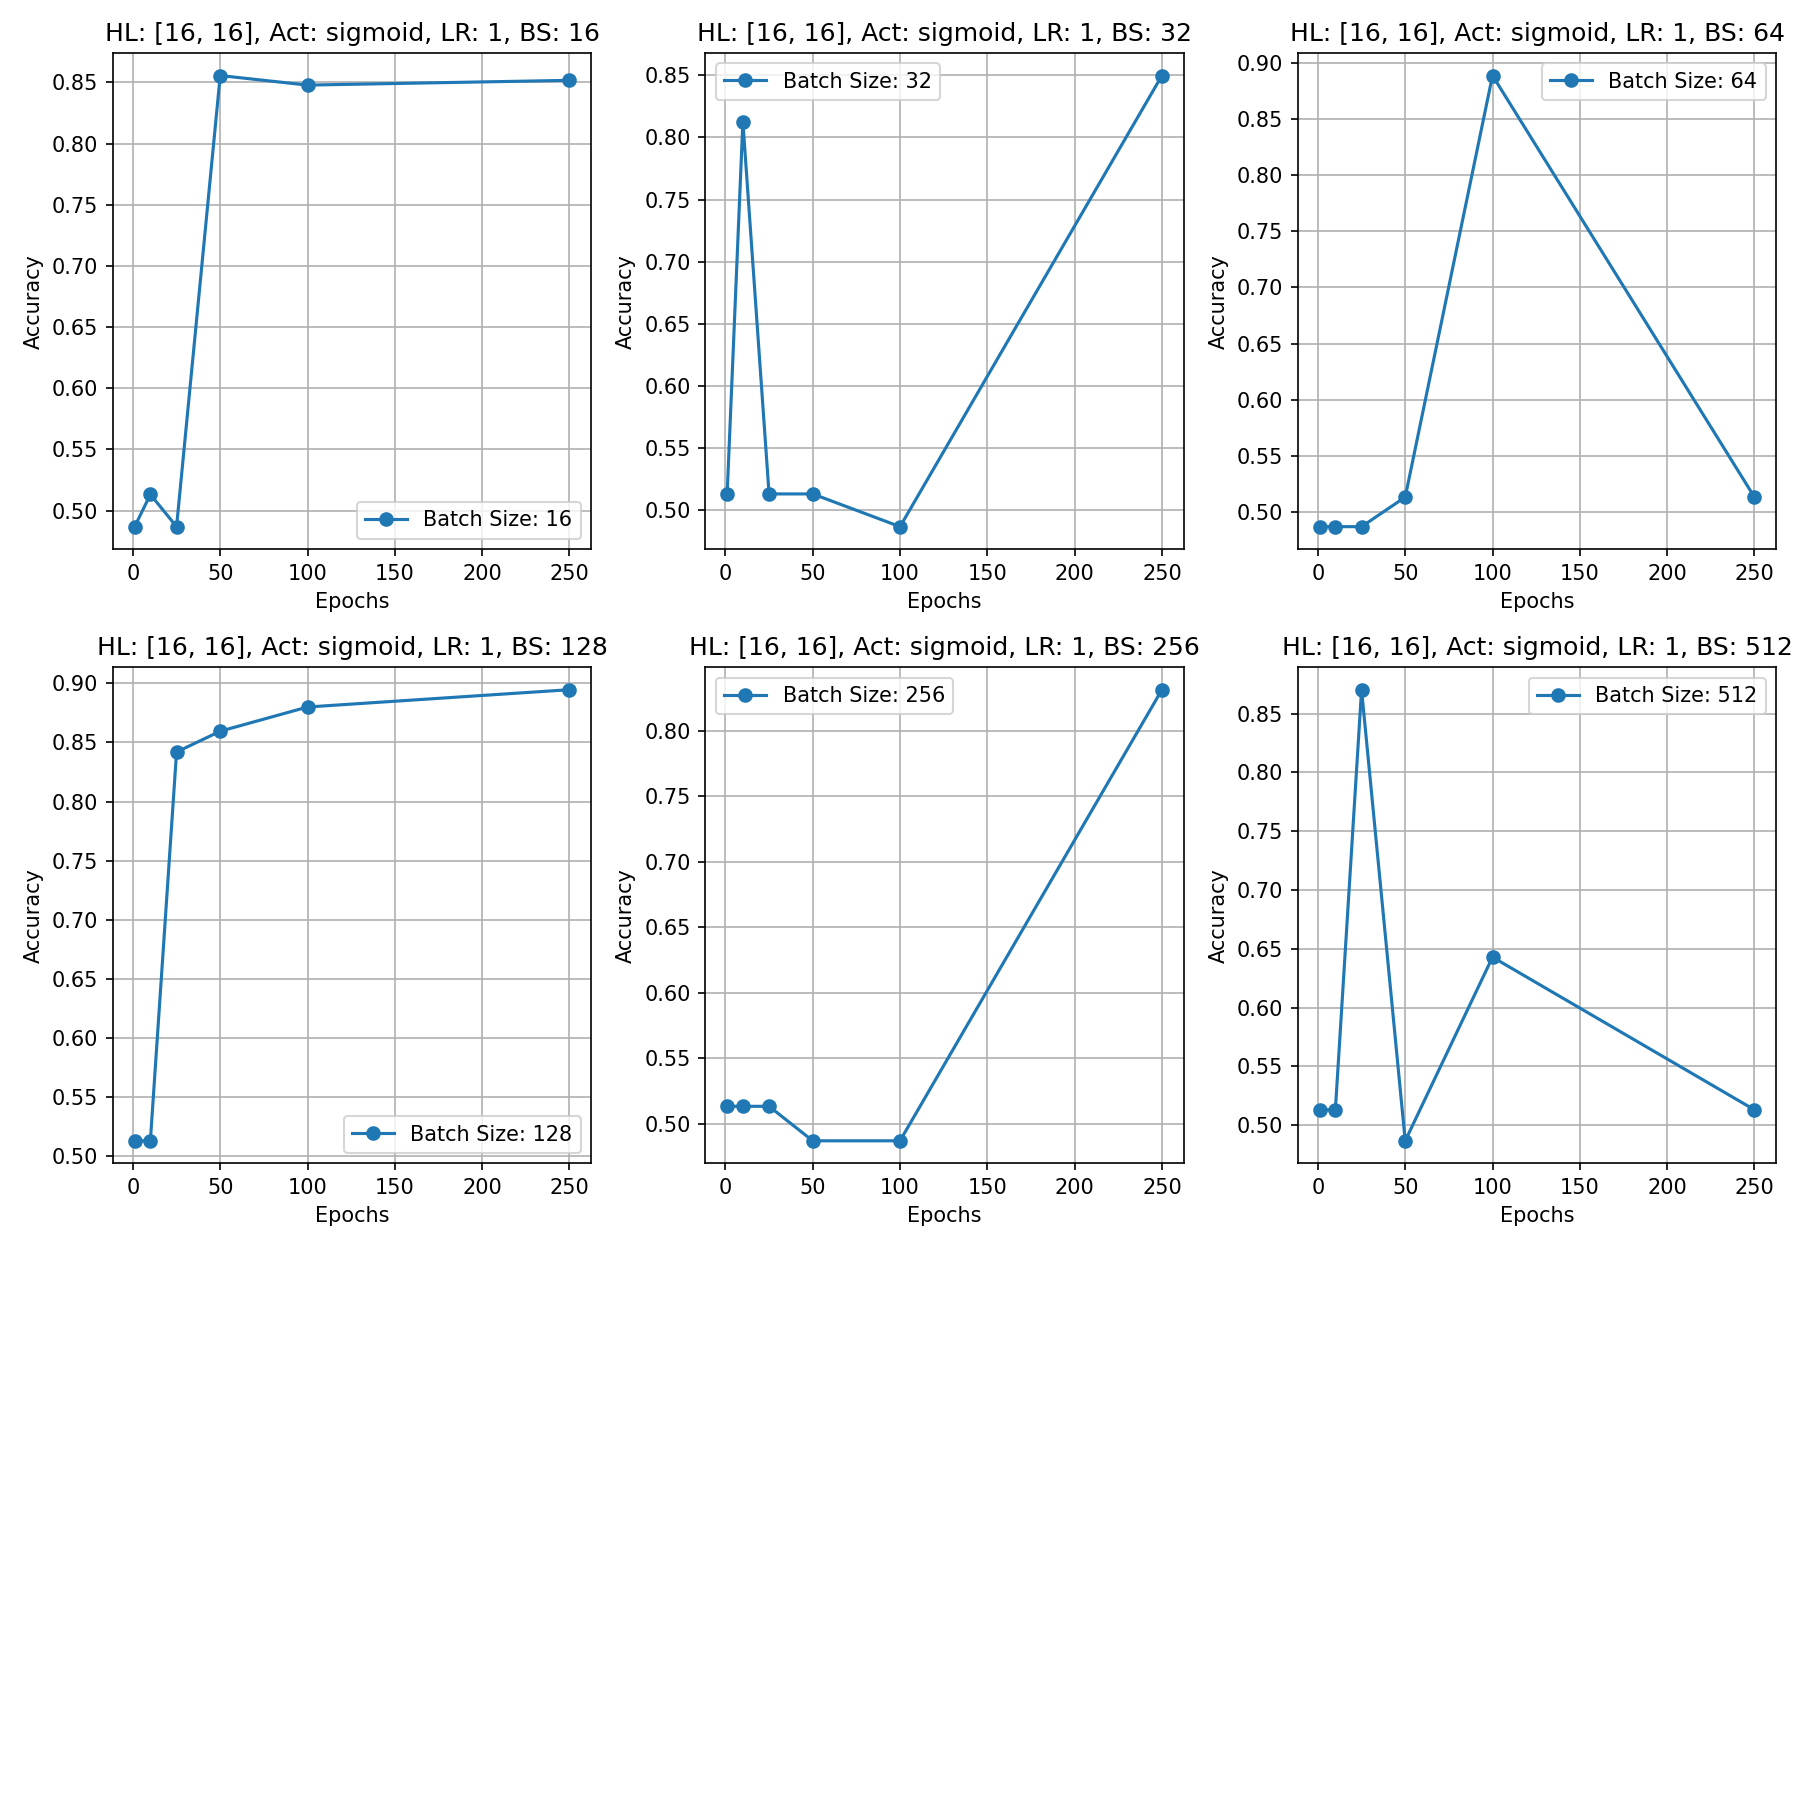 HL: [16, 16], Act: sigmoid, LR: 1, BS: 16
0.85
0.80
0.75
0.70
0.65
0.60
0.55
0.50
Accuracy
Batch Size: 16
0 50 100 150 200 250
Epochs
HL: [16, 16], Act: sigmoid, LR: 1, BS: 32
0.85
0.80
0.75
0.70
0.65
0.60
0.55
0.50
Accuracy
Batch Size: 32
0 50 100 150 200 250
Epochs
HL: [16, 16], Act: sigmoid, LR: 1, BS: 64
0.90
0.85
0.80
0.75
0.70
0.65
0.60
0.55
0.50
Accuracy
Batch Size: 64
0 50 100 150 200 250
Epochs
HL: [16, 16], Act: sigmoid, LR: 1, BS: 128
0.90
0.85
0.80
0.75
0.70
0.65
0.60
0.55
0.50
Accuracy
Batch Size: 128
0 50 100 150 200 250
Epochs
HL: [16, 16], Act: sigmoid, LR: 1, BS: 256
0.80
0.75
0.70
0.65
0.60
0.55
0.50
Accuracy
Batch Size: 256
0 50 100 150 200 250
Epochs
HL: [16, 16], Act: sigmoid, LR: 1, BS: 512
0.85
0.80
0.75
0.70
0.65
0.60
0.55
0.50
Accuracy
Batch Size: 512
0 50 100 150 200 250
Epochs